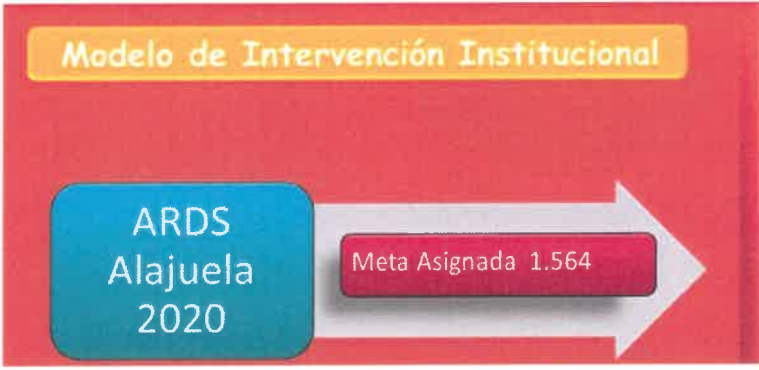 Modelo de Intervención Institucional
ARDS
Alajuela
2020
Meta Asignada 1.564